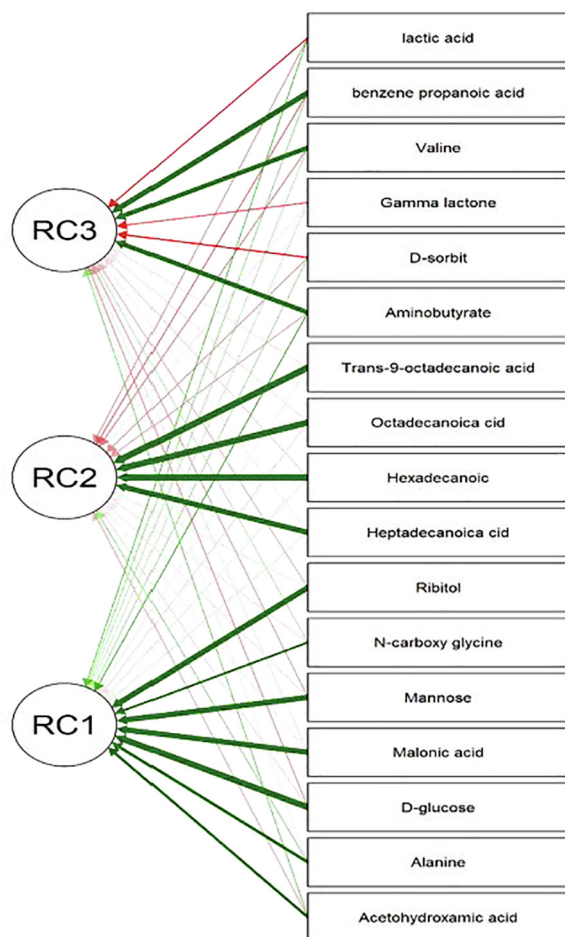 lactic acid
benzene propanoic acid
Valine
Gamma lactone
D-sorbit
Aminobutyrate
Trans-9-octadecanoic acid
Octadecanoica cid
Hexadecanoic
Heptadecanoica cid
Ribitol
N-carboxy glycine
Mannose
Malonic acid
D-glucose
Alanine
Acetohydroxamic acid
RC3
RC2
RC1